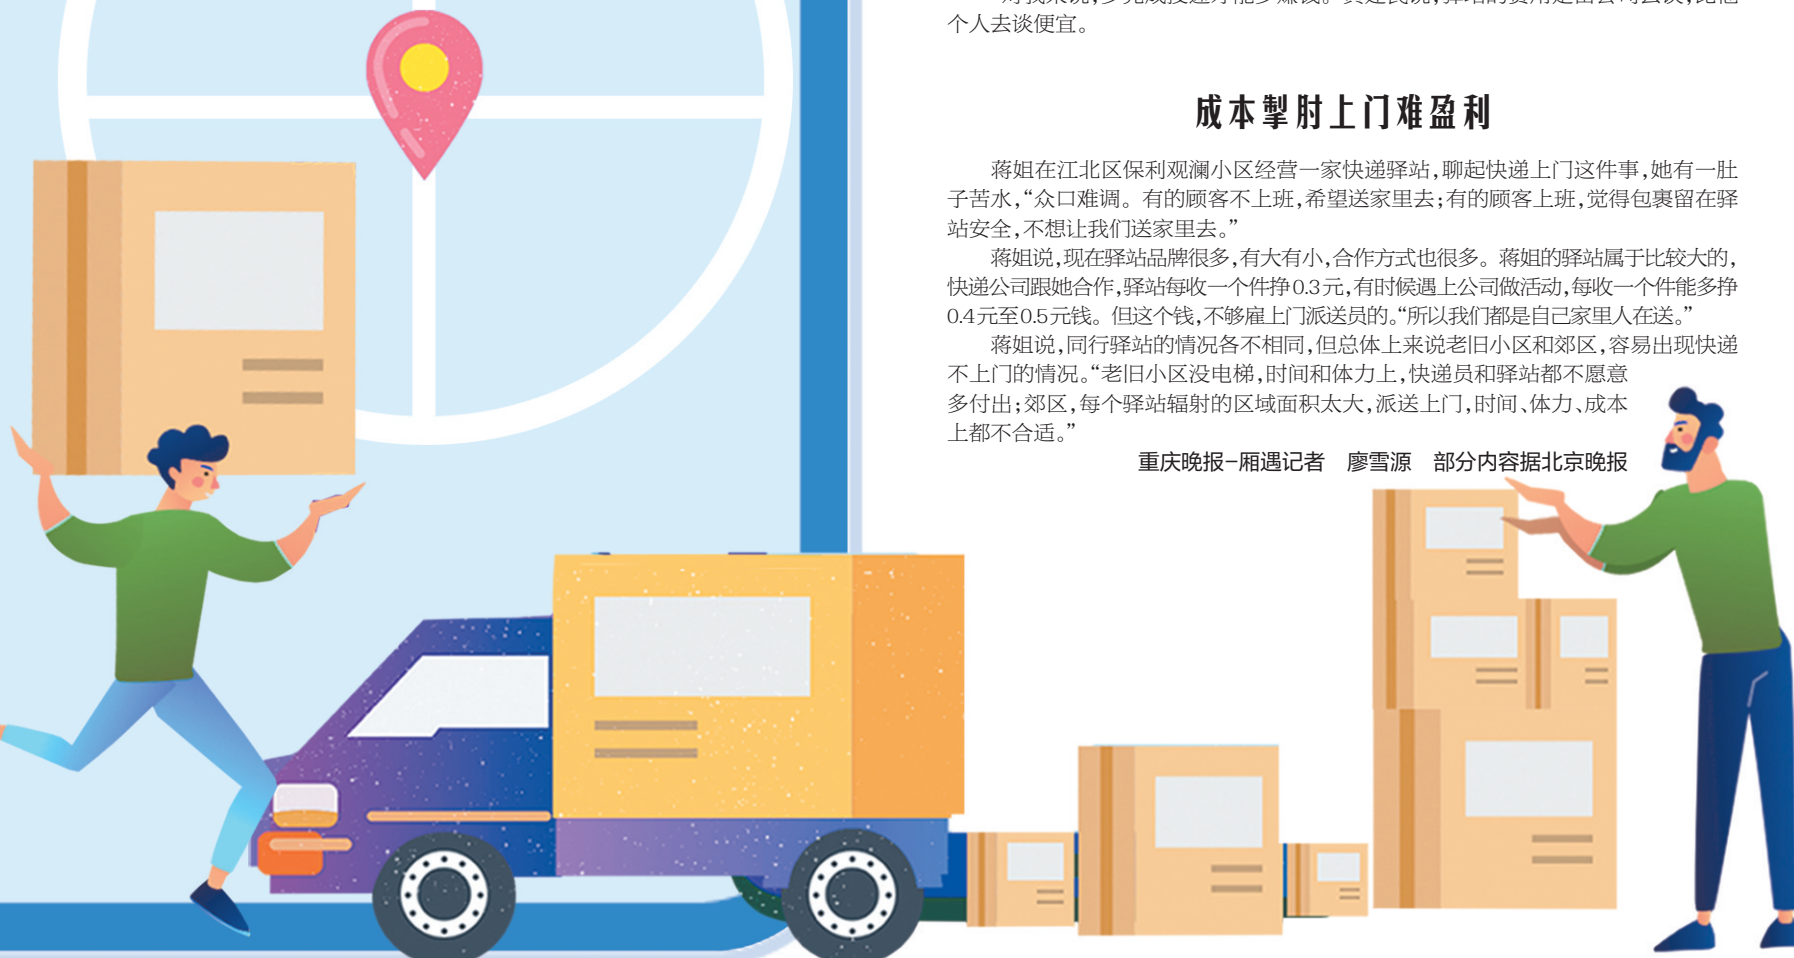 个人去谈便宜。
成本掣肘上门难盈利
蒋姐在江北区保利观澜小区经营一家快递驿站,聊起快递上门这件事,她有一肚
子苦水,“众口难调。有的顾客不上班,希望送家里去;有的顾客上班,觉得包裹留在驿
站安全,不想让我们送家里去。”
蒋姐说,现在驿站品牌很多,有大有小,合作方式也很多。蒋姐的驿站属于比较大的,
快递公司跟她合作,驿站每收一个件挣0.3元,有时候遇上公司做活动,每收一个件能多挣
0.4元至0.5元钱。但这个钱,不够雇上门派送员的。“所以我们都是自己家里人在送。”
蒋姐说,同行驿站的情况各不相同,但总体上来说老旧小区和郊区,容易出现快递
不上门的情况。“老旧小区没电梯,时间和体力上,快递员和驿站都不愿意
多付出;郊区,每个驿站辐射的区域面积太大,派送上门,时间、体力、成本
上都不合适。”
重庆晚报-厢遇记者 廖雪源 部分内容据北京晚报